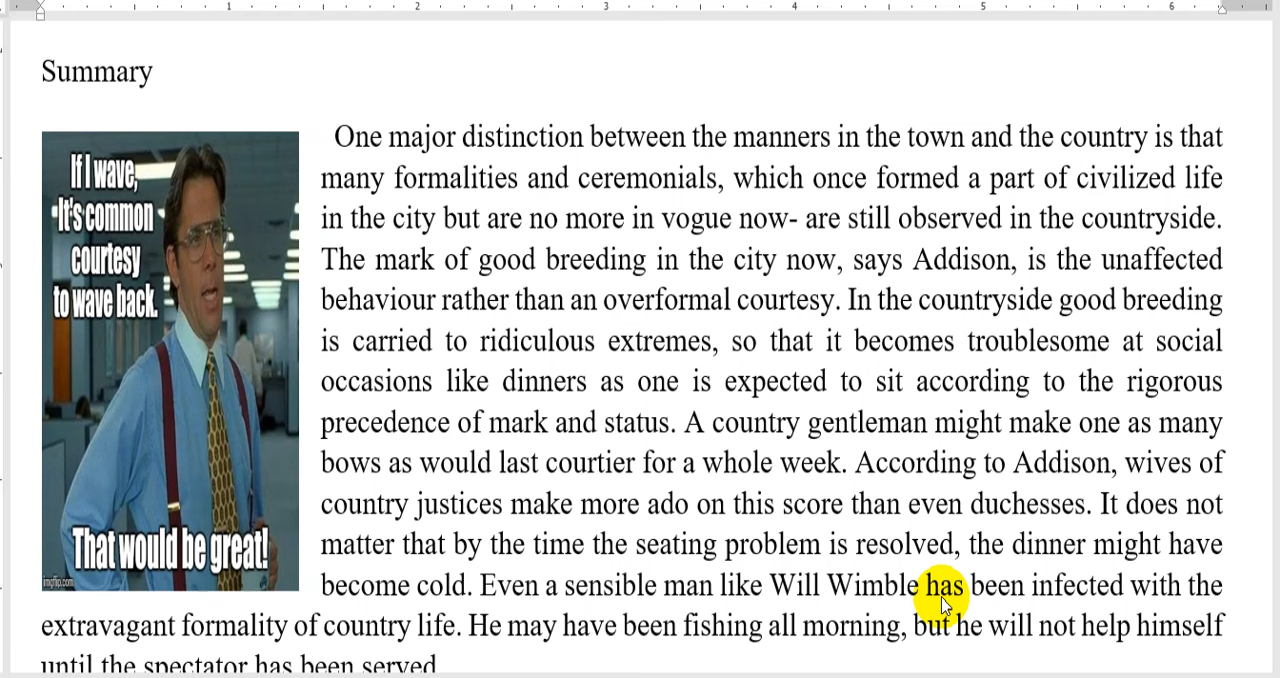 1 2 3 4 5 6
Summary
If I wave,
It's common
courtesy
to wave back.
That would be great!
imgflip.com
One major distinction between the manners in the town and the country is that
many formalities and ceremonials, which once formed a part of civilized life
in the city but are no more in vogue now- are still observed in the countryside.
The mark of good breeding in the city now, says Addison, is the unaffected
behaviour rather than an overformal courtesy. In the countryside good breeding
is carried to ridiculous extremes, so that it becomes troublesome at social
occasions like dinners as one is expected to sit according to the rigorous
precedence of mark and status. A country gentleman might make one as many
bows as would last courtier for a whole week. According to Addison, wives of
country justices make more ado on this score than even duchesses. It does not
matter that by the time the seating problem is resolved, the dinner might have
become cold. Even a sensible man like Will Wimble has been infected with the
extravagant formality of country life. He may have been fishing all morning, but he will not help himself
until the spectator has been served